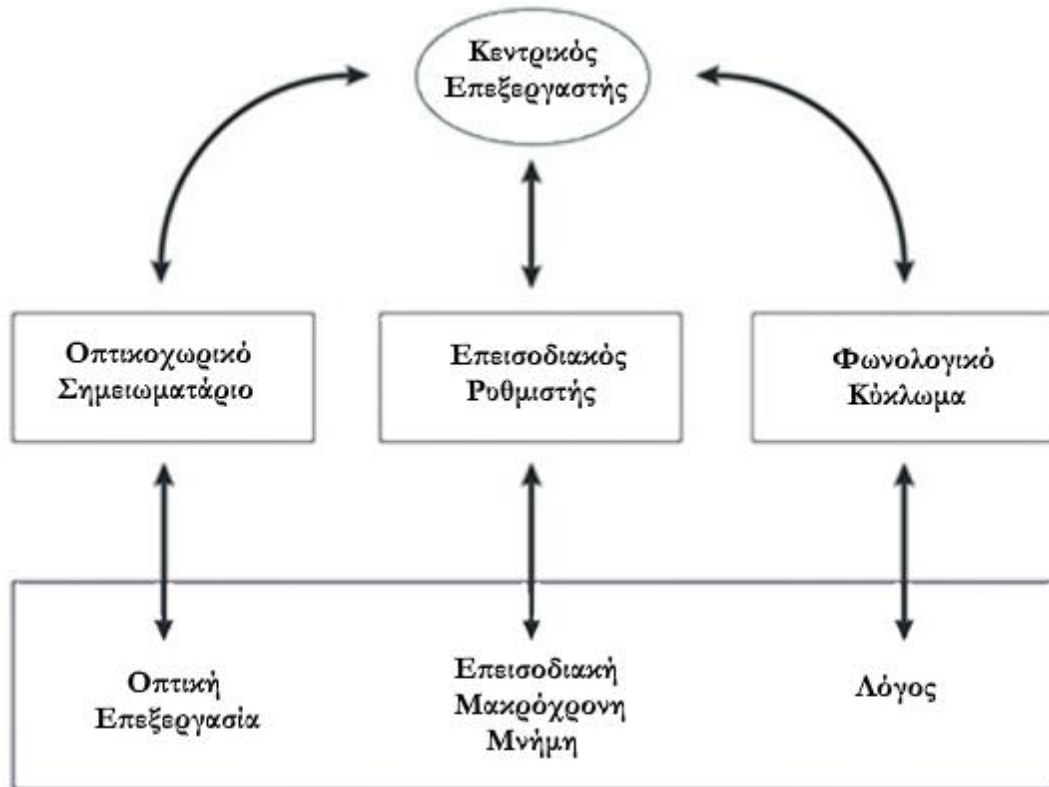 Κεντρικός
Επεξεργαστής
Οπτικοχωρικό
Σημειωματάριο
Επεισοδιακός
Ρυθμιστής
Φωνολογικό
Κύκλωμα
Οπτική
Επεξεργασία
Επεισοδιακή
Μακρόχρονη
Μνήμη
Λόγος